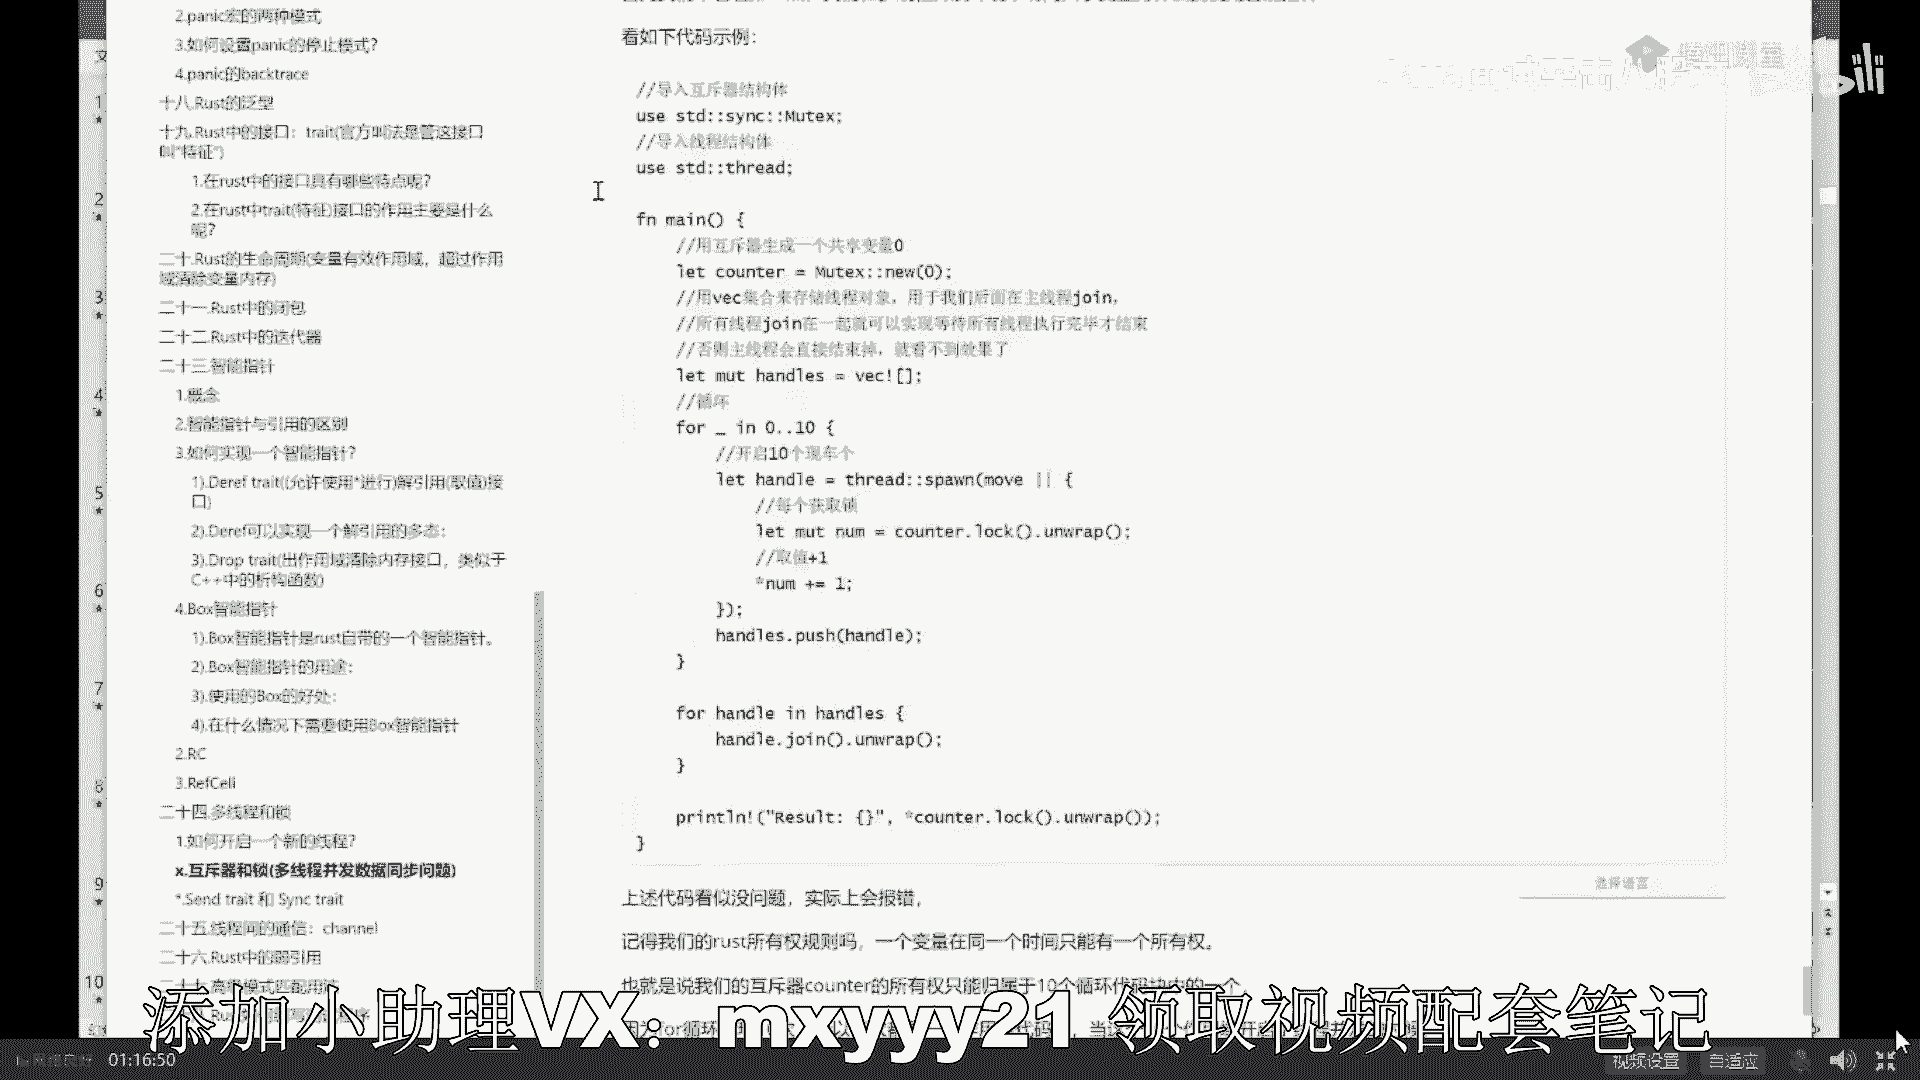 2.panic宏的两种模式
3.如何设置panic的停止模式?
4.panic的backtrace
十八.Rust的泛型
十九.Rust中的接口：trait(官方叫法是管这接口
叫"特征")
1.在rust中的接口具有哪些特点呢?
2.在rust中trait(特征)接口的作用主要是什么
呢?
二十.Rust的生命周期(变量有效作用域，超过作用
域清除变量内存)
二十一.Rust中的闭包
二十二.Rust中的迭代器
二十三.智能指针
1.概念
2.智能指针与引用的区别
3.如何实现一个智能指针?
1).Deref trait((允许使用*进行)解引用(取值)接
口)
2).Deref可以实现一个解引用的多态：
3).Drop trait(出作用域清除内存接口，类似于
C++中的析构函数)
4.Box智能指针
1).Box智能指针是rust自带的一个智能指针。
2).Box智能指针的用途：
3).使用的Box的好处：
4).在什么情况下需要使用Box智能指针
2.RC
3.RefCell
二十四.多线程和锁
1.如何开启一个新的线程?
x.互斥器和锁(多线程并发数据同步问题)
*.Send trait 和 Sync trait
二十五.线程间的通信：channel
二十六.Rust中的弱引用
二十七.高级模式匹配用法
看如下代码示例：
//导入互斥器结构体
use std::sync::Mutex;
//导入线程结构体
use std::thread;
fn main() {
//用互斥器生成一个共享变量0
let counter = Mutex::new(0);
//用vec集合来存储线程对象，用于我们后面在主线程join，
//所有线程join在一起就可以实现等待所有线程执行完毕才结束
//否则主线程会直接结束掉，就看不到效果了
let mut handles = vec![];
//循环
for _ in 0..10 {
//开启10个现车个
let handle = thread::spawn(move || {
//每个获取锁
let mut num = counter.lock().unwrap();
//取值+1
*num += 1;
});
handles.push(handle);
}
for handle in handles {
handle.join().unwrap();
}
println!("Result: {}", *counter.lock().unwrap());
}
选择语言
上述代码看似没问题，实际上会报错，
记得我们的rust所有权规则吗，一个变量在同一个时间只能有一个所有权。
也就是说我们的互斥器counter的所有权只能归属于10个循环代码块中的一个，
添加小助理VX：mxyyy21 领取视频配套笔记
01:16:50
视频设置
自适应
1
2
3
4
5
6
7
8
9
10